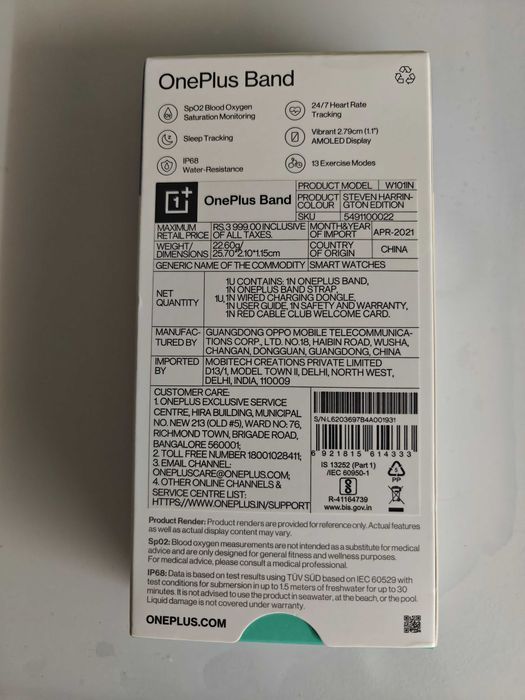 OnePlus Band
SpO2 Blood Oxygen
Saturation Monitoring
24/7 Heart Rate
Tracking
Sleep Tracking
Vibrant 2.79cm (1.1")
AMOLED Display
IP68
Water-Resistance
13 Exercise Modes
OnePlus Band
PRODUCT MODEL W101IN
PRODUCT COLOUR STEVEN HARRIN-
GTON EDITION
SKU 5491100022
MAXIMUM RETAIL PRICE RS.3 999.00 INCLUSIVE
OF ALL TAXES.
MONTH&YEAR OF IMPORT APR-2021
WEIGHT/ DIMENSIONS 22.60g/
25.70*2.10*1.15cm
COUNTRY OF ORIGIN CHINA
GENERIC NAME OF THE COMMODITY SMART WATCHES
NET QUANTITY
1U CONTAINS: 1N ONEPLUS BAND,
1N ONEPLUS BAND STRAP,
1U,1N WIRED CHARGING DONGLE,
1N USER GUIDE, 1N SAFETY AND WARRANTY,
1N RED CABLE CLUB WELCOME CARD.
MANUFAC-
TURED BY
GUANGDONG OPPO MOBILE TELECOMMUNICA-
TIONS CORP., LTD. NO.18, HAIBIN ROAD, WUSHA,
CHANGAN, DONGGUAN, GUANGDONG, CHINA
IMPORTED BY
MOBITECH CREATIONS PRIVATE LIMITED
D13/1, MODEL TOWN II, DELHI, NORTH WEST,
DELHI, INDIA, 110009
CUSTOMER CARE:
1. ONEPLUS EXCLUSIVE SERVICE
CENTRE, HIRA BUILDING, MUNICIPAL
NO. NEW 213 (OLD #5), WARD NO: 76,
RICHMOND TOWN, BRIGADE ROAD,
BANGALORE 560001;
2. TOLL FREE NUMBER 18001028411;
3. EMAIL CHANNEL:
ONEPLUSCARE@ONEPLUS.COM;
4. OTHER ONLINE CHANNELS &
SERVICE CENTRE LIST:
HTTPS://WWW.ONEPLUS.IN/SUPPORT
S/N:L6203697B4A001931
6 921815 614333
IS 13252 (Part 1)
/IEC 60950-1
R-41164739
www.bis.gov.in
PP
Product Render: Product renders are provided for reference only. Actual features
as well as actual display content may vary.
Sp02: Blood oxygen measurements are not intended as a substitute for medical
advice and are only designed for general fitness and wellness purposes.
For medical advice, please consult a medical professional.
IP68: Data is based on test results using TÜV SÜD based on IEC 60529 with
test conditions for submersion in up to 1.5 meters of freshwater for up to 30
minutes. It is not advised to use the product in seawater, at the beach, or the pool.
Liquid damage is not covered under warranty.
ONEPLUS.COM